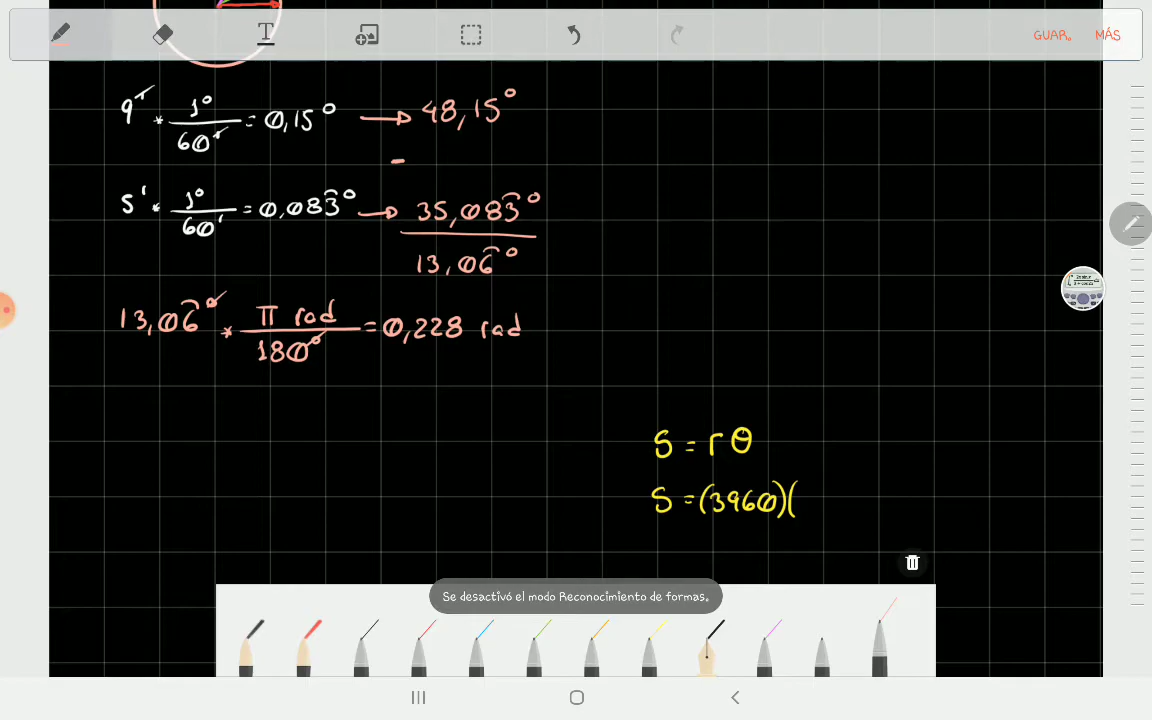 T GUAR. MÁS
9' * 1° / 60' = 0,15° → 48,15°
-
5' * 1° / 60' = 0,083° → 35,083°
13,06°
13,06° * π rad / 180° = 0,228 rad
S = rθ
S = (3960)(
Se desactivó el modo Reconocimiento de formas.